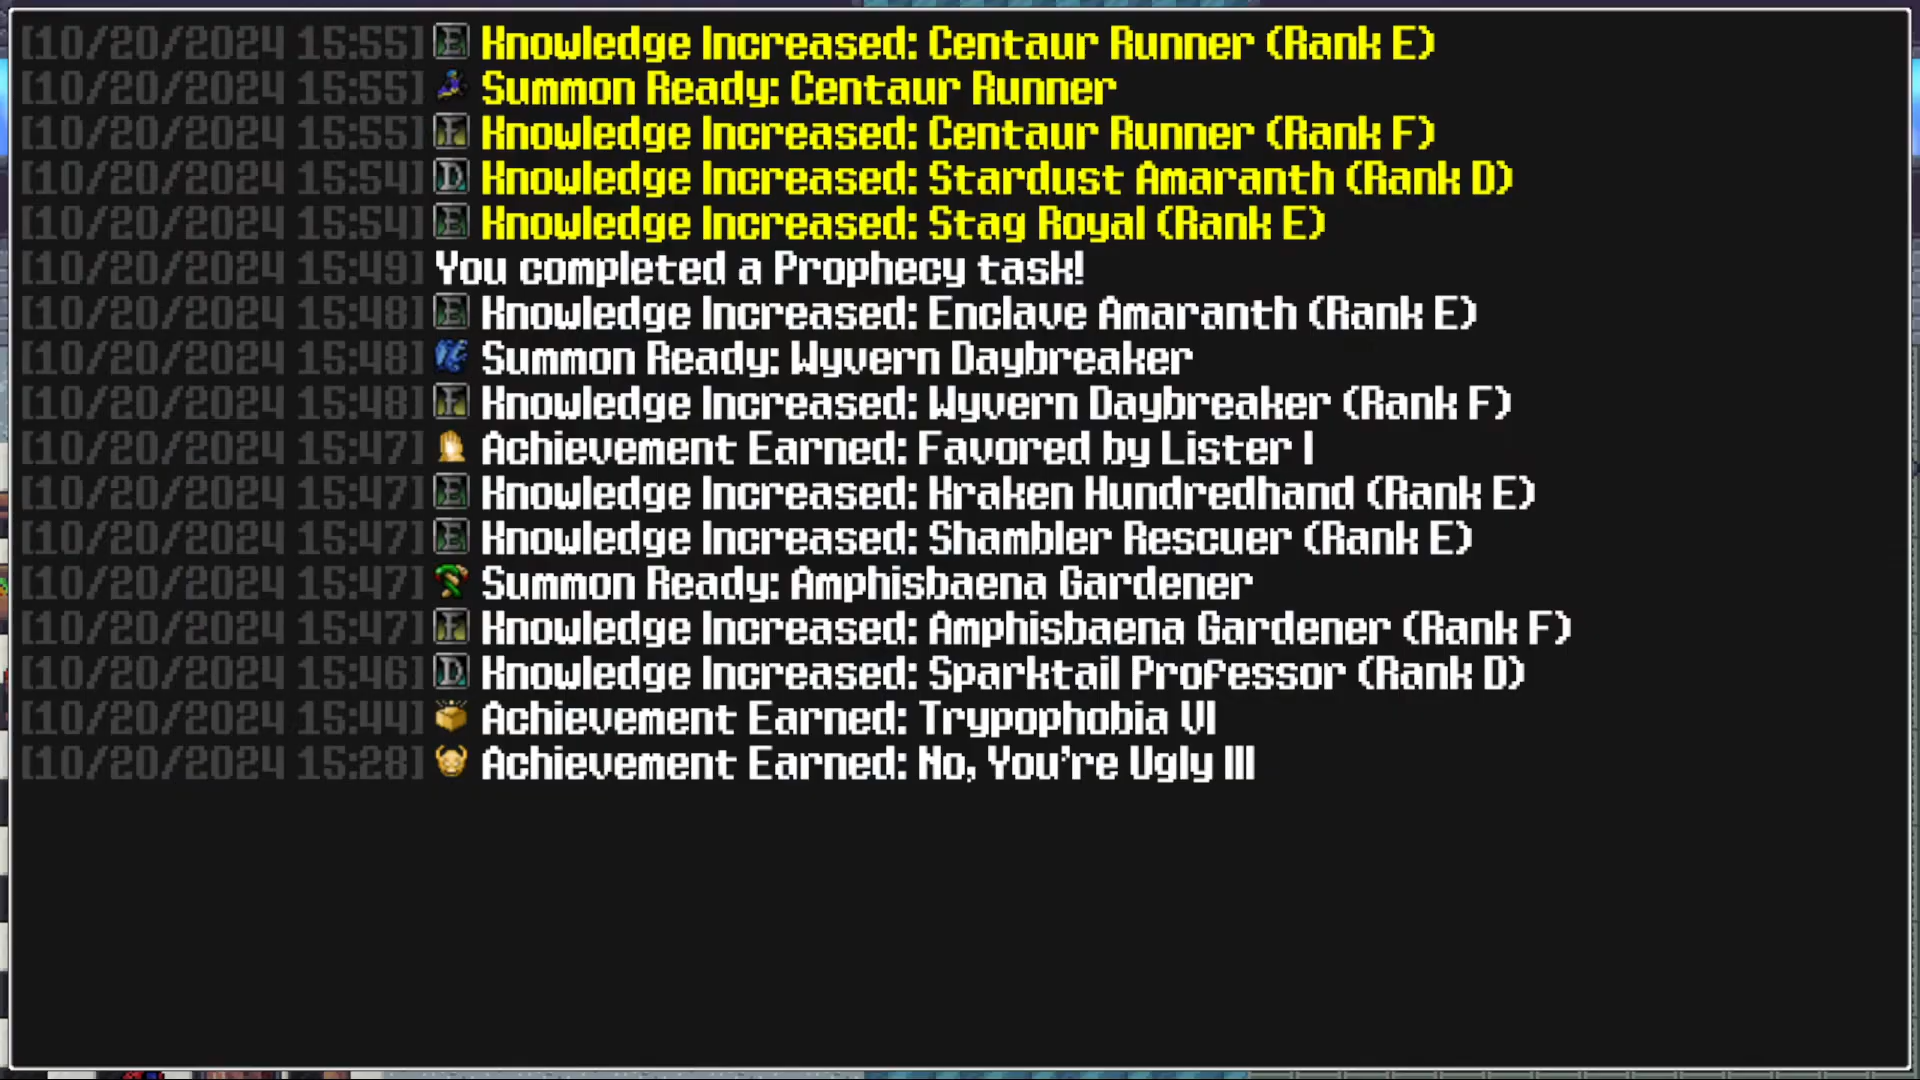 [10/20/2024 15:55] E Knowledge Increased: Centaur Runner (Rank E)
[10/20/2024 15:55] Summon Ready: Centaur Runner
[10/20/2024 15:55] F Knowledge Increased: Centaur Runner (Rank F)
[10/20/2024 15:54] D Knowledge Increased: Stardust Amaranth (Rank D)
[10/20/2024 15:54] E Knowledge Increased: Stag Royal (Rank E)
[10/20/2024 15:49] You completed a Prophecy task!
[10/20/2024 15:48] E Knowledge Increased: Enclave Amaranth (Rank E)
[10/20/2024 15:48] Summon Ready: Wyvern Daybreaker
[10/20/2024 15:48] F Knowledge Increased: Wyvern Daybreaker (Rank F)
[10/20/2024 15:47] Achievement Earned: Favored by Lister I
[10/20/2024 15:47] E Knowledge Increased: Kraken Hundredhand (Rank E)
[10/20/2024 15:47] E Knowledge Increased: Shambler Rescuer (Rank E)
[10/20/2024 15:47] Summon Ready: Amphisbaena Gardener
[10/20/2024 15:47] F Knowledge Increased: Amphisbaena Gardener (Rank F)
[10/20/2024 15:46] D Knowledge Increased: Sparktail Professor (Rank D)
[10/20/2024 15:44] Achievement Earned: Trypophobia VI
[10/20/2024 15:28] Achievement Earned: No, You're Ugly III